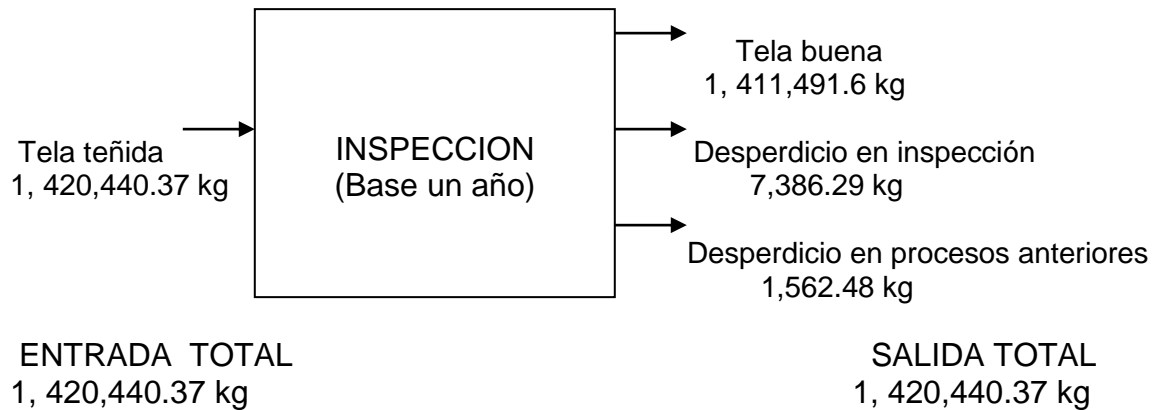 Tela buena
1, 411,491.6 kg
Tela teñida
1, 420,440.37 kg
INSPECCION
(Base un año)
Desperdicio en inspección
7,386.29 kg
Desperdicio en procesos anteriores
1,562.48 kg
ENTRADA TOTAL
1, 420,440.37 kg
SALIDA TOTAL
1, 420,440.37 kg